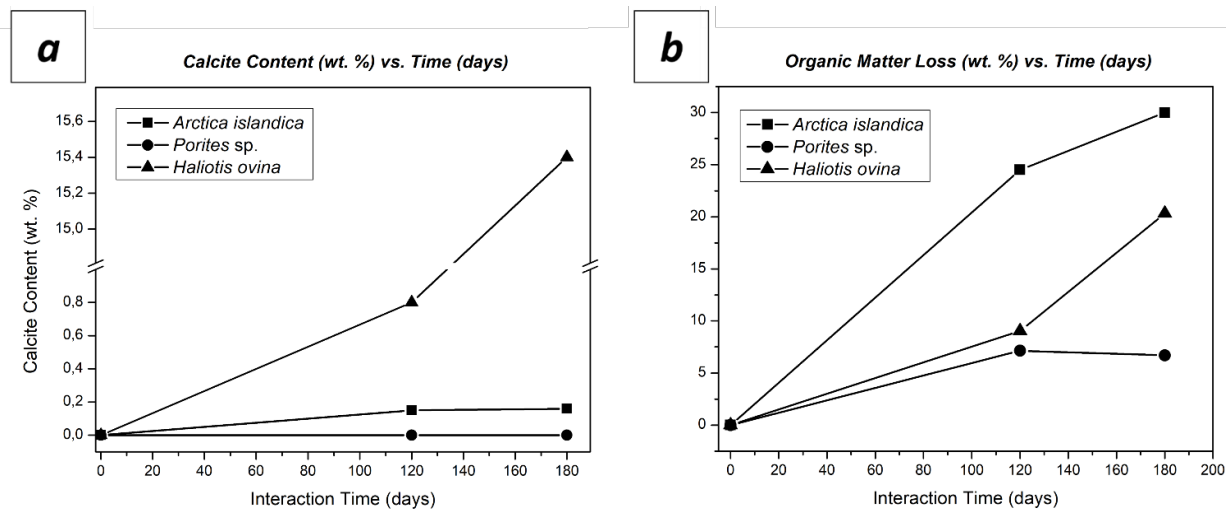 a
Calcite Content (wt. %) vs. Time (days)
Arctica islandica
Porites sp.
Haliotis ovina
Calcite Content (wt. %)
15,6
15,4
15,2
15,0
0,8
0,6
0,4
0,2
0,0
0 20 40 60 80 100 120 140 160 180
Interaction Time (days)
b
Organic Matter Loss (wt. %) vs. Time (days)
Arctica islandica
Porites sp.
Haliotis ovina
30
25
20
15
10
5
0
0 20 40 60 80 100 120 140 160 180 200
Interaction Time (days)